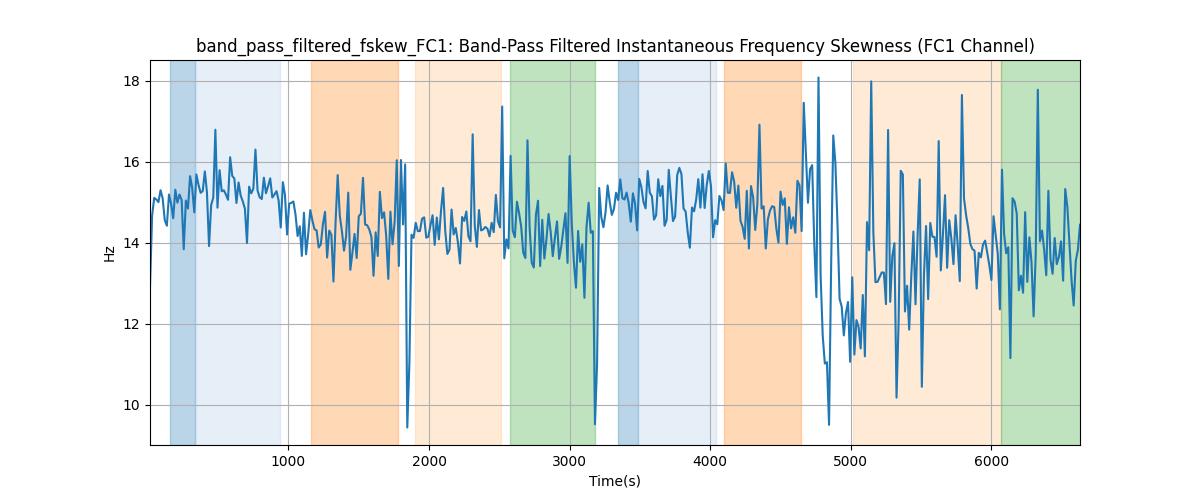 band_pass_filtered_fskew_FC1: Band-Pass Filtered Instantaneous Frequency Skewness (FC1 Channel)
18
16
14
12
10
Hz
1000 2000 3000 4000 5000 6000
Time(s)